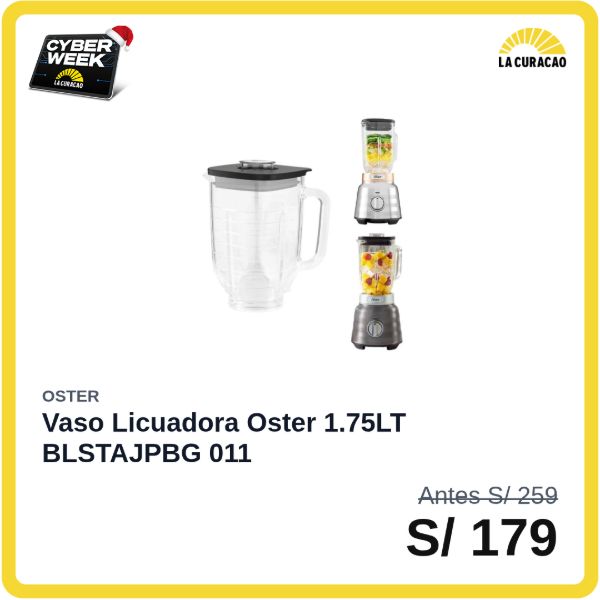 CYBER
WEEK
LA CURACAO
LA CURACAO
OSTER
Vaso Licuadora Oster 1.75LT
BLSTAJPBG 011
Antes S/ 259
S/ 179